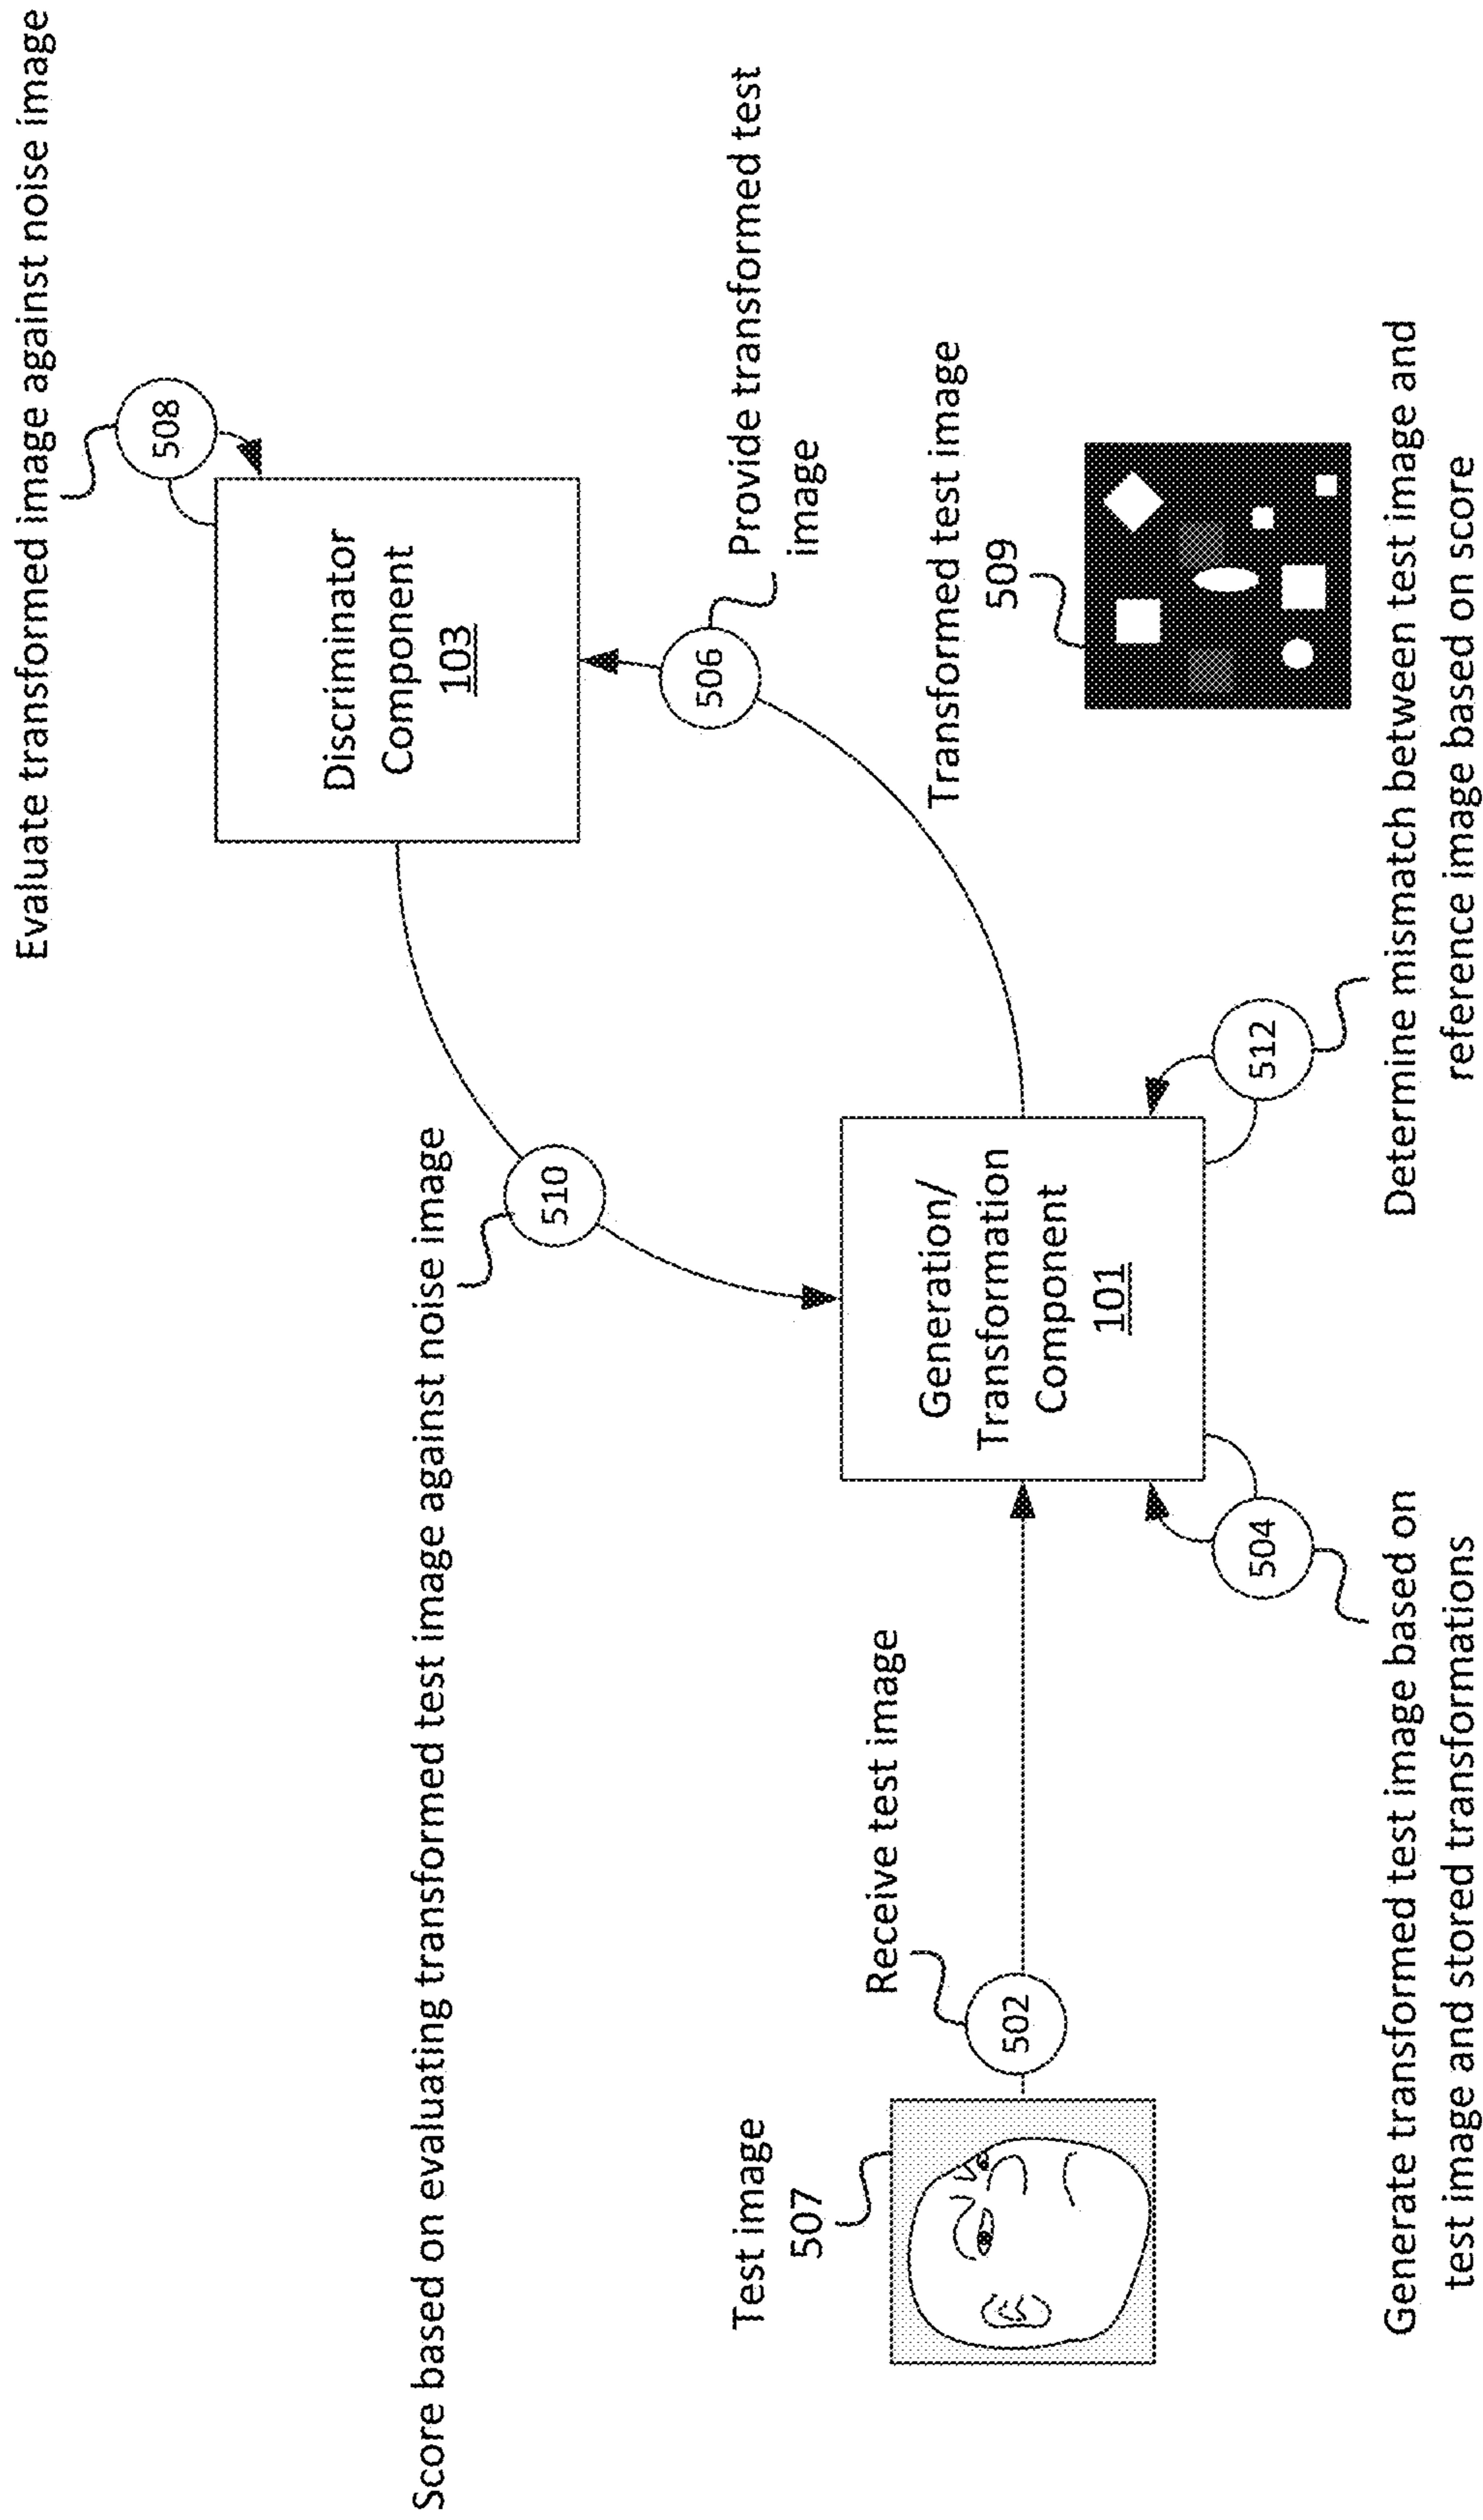 Evaluate transformed image against noise image
508
Discriminator
Component
103
Score based on evaluating transformed test image against noise image
510
506
Provide transformed test
image
Test image
507
Receive test image
502
Generation/
Transformation
Component
101
Transformed test image
509
504
512
Generate transformed test image based on
test image and stored transformations
Determine mismatch between test image and
reference image based on score